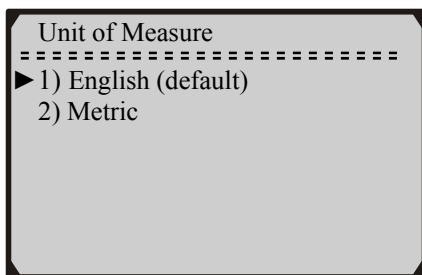 Unit of Measure
=========================
►1) English (default)
2) Metric